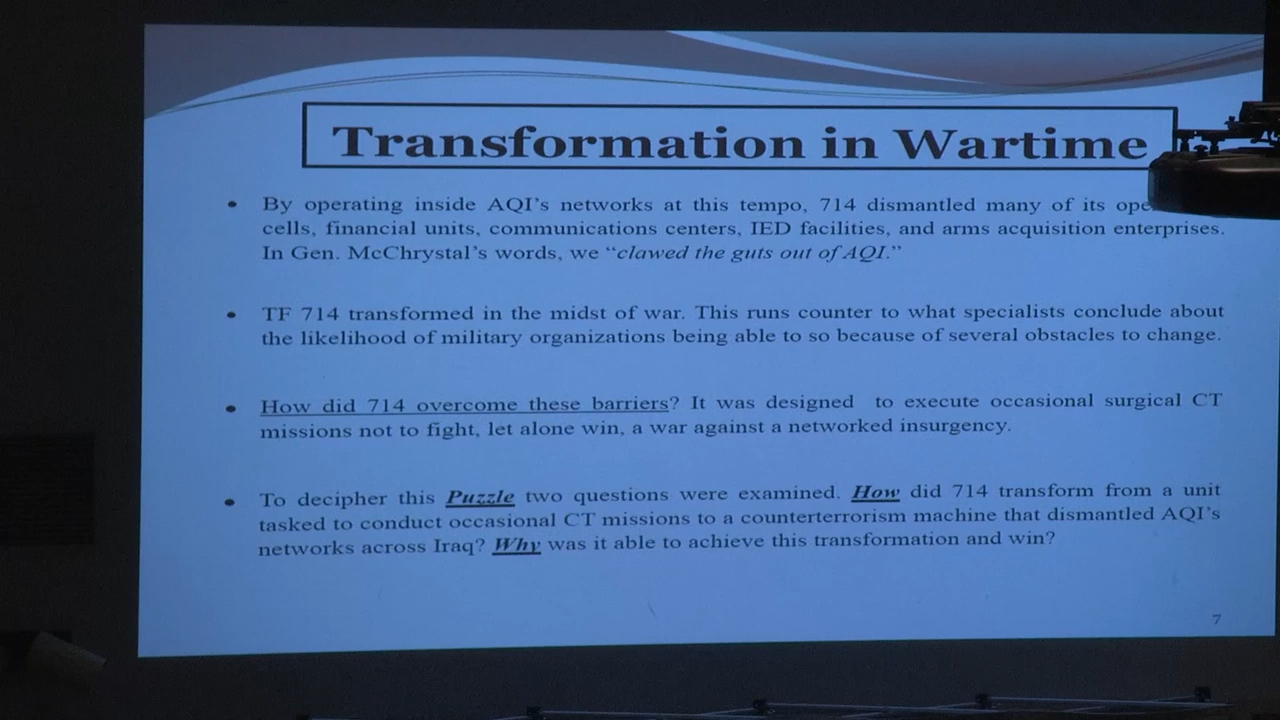 Transformation in Wartime
• By operating inside AQI's networks at this tempo, 714 dismantled many of its
cells, financial units, communications centers, IED facilities, and arms acquisition enterprises.
In Gen. McChrystal's words, we "clawed the guts out of AQI."
• TF 714 transformed in the midst of war. This runs counter to what specialists conclude about
the likelihood of military organizations being able to so because of several obstacles to change.
• How did 714 overcome these barriers? It was designed to execute occasional surgical CT
missions not to fight, let alone win, a war against a networked insurgency.
• To decipher this Puzzle two questions were examined. How did 714 transform from a unit
tasked to conduct occasional CT missions to a counterterrorism machine that dismantled AQI's
networks across Iraq? Why was it able to achieve this transformation and win?
7